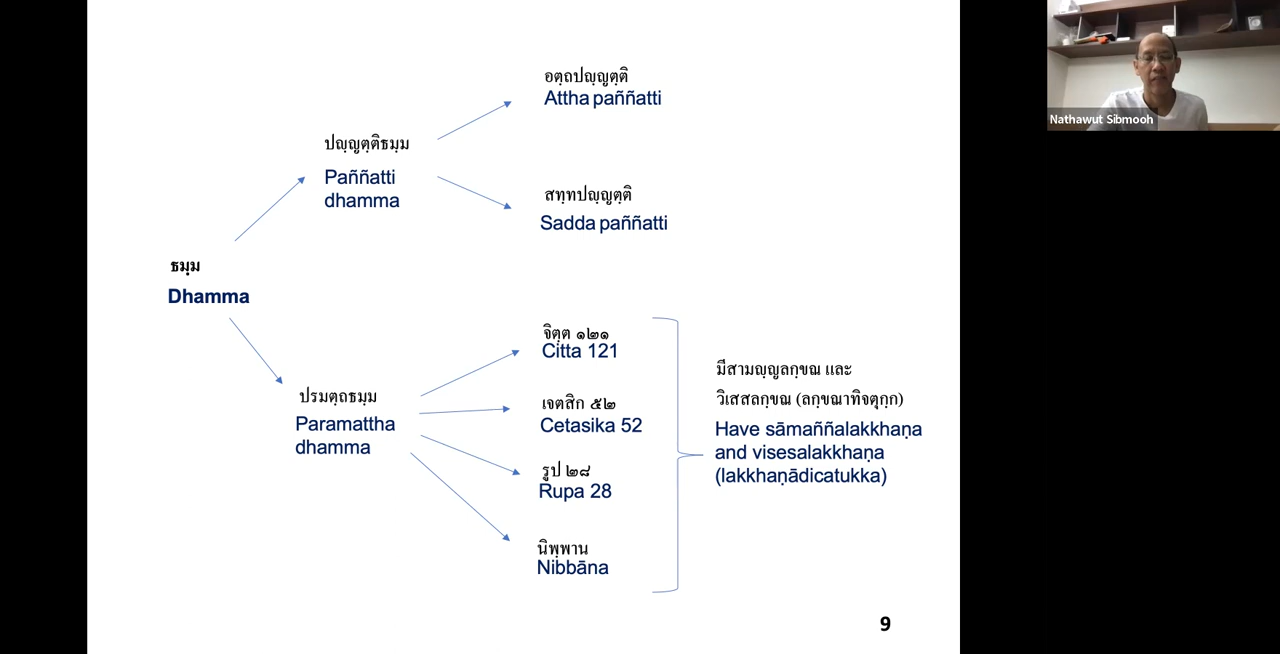 อตฺถปญฺญตฺติ
Attha paññatti
ปญฺญตฺติธมฺม
Paññatti
dhamma
สทฺทปญฺญตฺติ
Sadda paññatti
ธมฺม
Dhamma
ปรมตฺถธมฺม
Paramattha
dhamma
จิตฺต ๑๒๑
Citta 121
เจตสิก ๕๒
Cetasika 52
รูป ๒๘
Rupa 28
นิพฺพาน
Nibbāna
มีสามญฺญลกฺขณ และ
วิเสสลกฺขณ (ลกฺขณาทิจตุกฺก)
Have sāmaññalakkhaṇa
and visesalakkhaṇa
(lakkhaṇādicatukka)
9
Nathawut Sibmooh